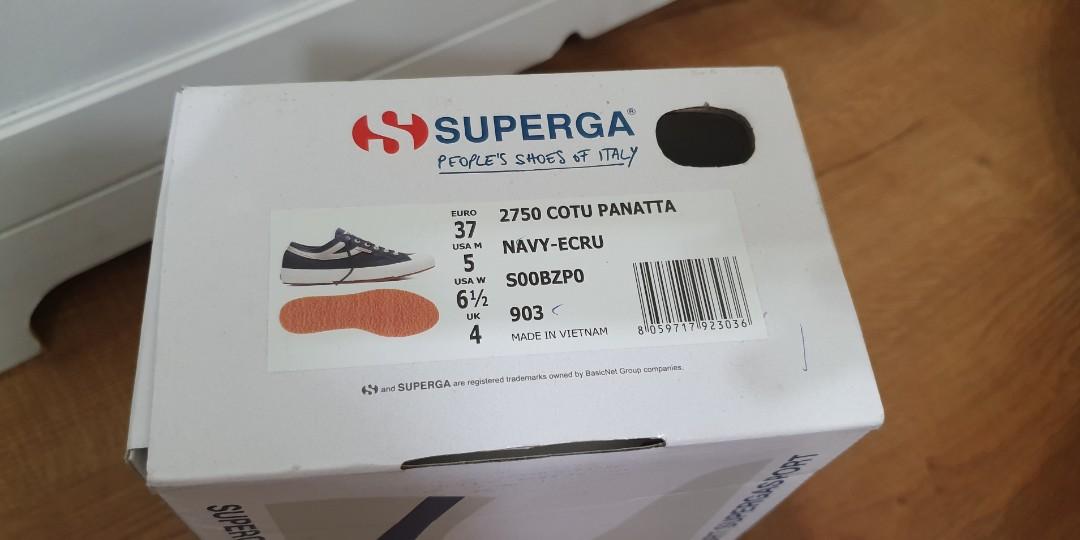 SUPERGA®
PEOPLE'S SHOES OF ITALY
EURO
37
USA M
5
USA W
6½
UK
4
2750 COTU PANATTA
NAVY-ECRU
S00BZP0
903
MADE IN VIETNAM
8 059717 923036
and SUPERGA are registered trademarks owned by BasicNet Group companies.
SUPERGASPORT